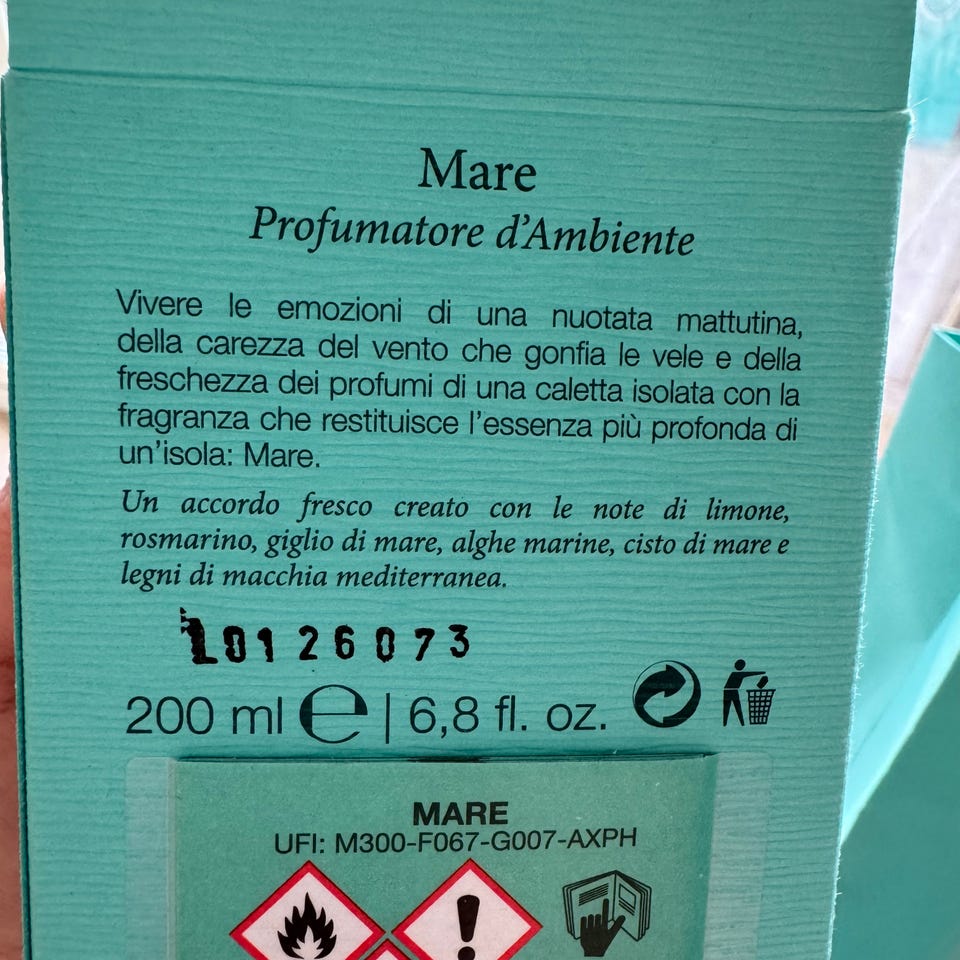 Mare
Profumatore d'Ambiente
Vivere le emozioni di una nuotata mattutina,
della carezza del vento che gonfia le vele e della
freschezza dei profumi di una caletta isolata con la
fragranza che restituisce l'essenza più profonda di
un'isola: Mare.
Un accordo fresco creato con le note di limone,
rosmarino, giglio di mare, alghe marine, cisto di mare e
legni di macchia mediterranea.
L0126073
200 ml e | 6,8 fl. oz.
MARE
UFI: M300-F067-G007-AXPH